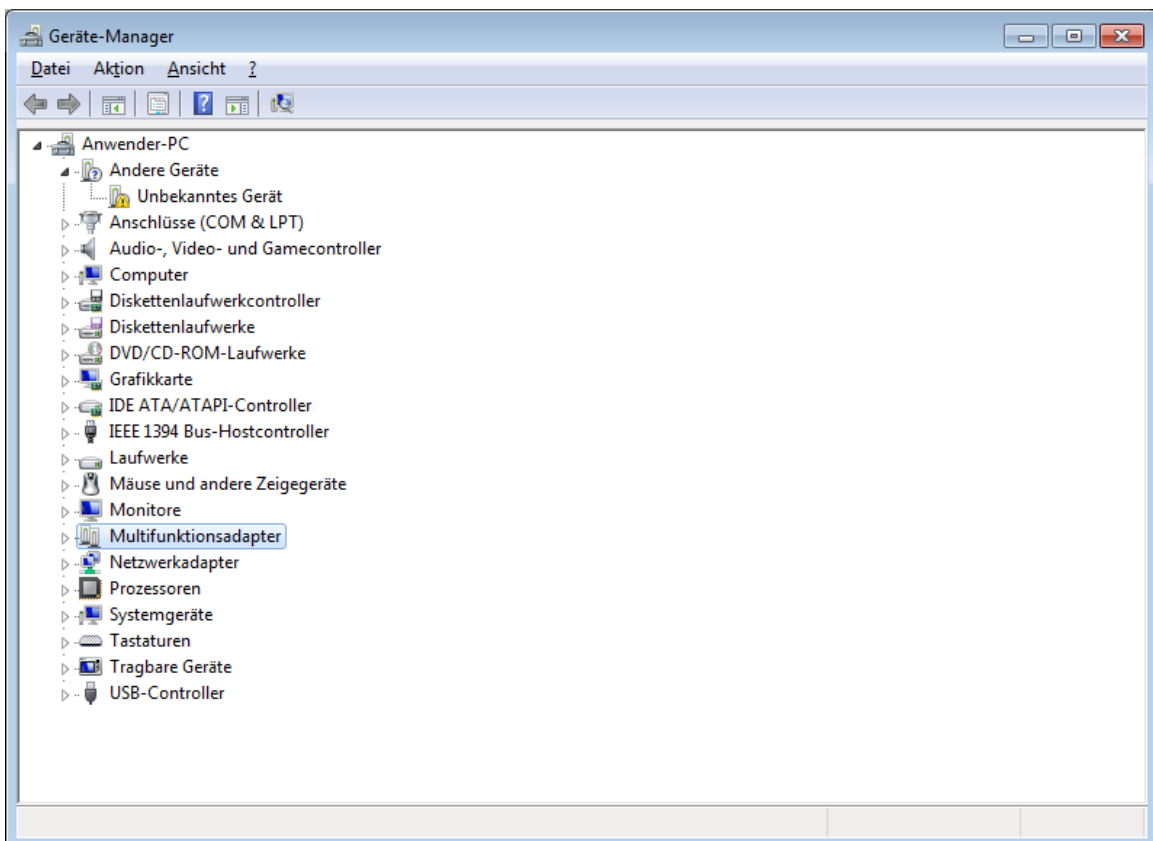 Geräte-Manager
Datei Aktion Ansicht ?
Anwender-PC
Andere Geräte
Unbekanntes Gerät
Anschlüsse (COM & LPT)
Audio-, Video- und Gamecontroller
Computer
Diskettenlaufwerkcontroller
Diskettenlaufwerke
DVD/CD-ROM-Laufwerke
Grafikkarte
IDE ATA/ATAPI-Controller
IEEE 1394 Bus-Hostcontroller
Laufwerke
Mäuse und andere Zeigegeräte
Monitore
Multifunktionsadapter
Netzwerkadapter
Prozessoren
Systemgeräte
Tastaturen
Tragbare Geräte
USB-Controller